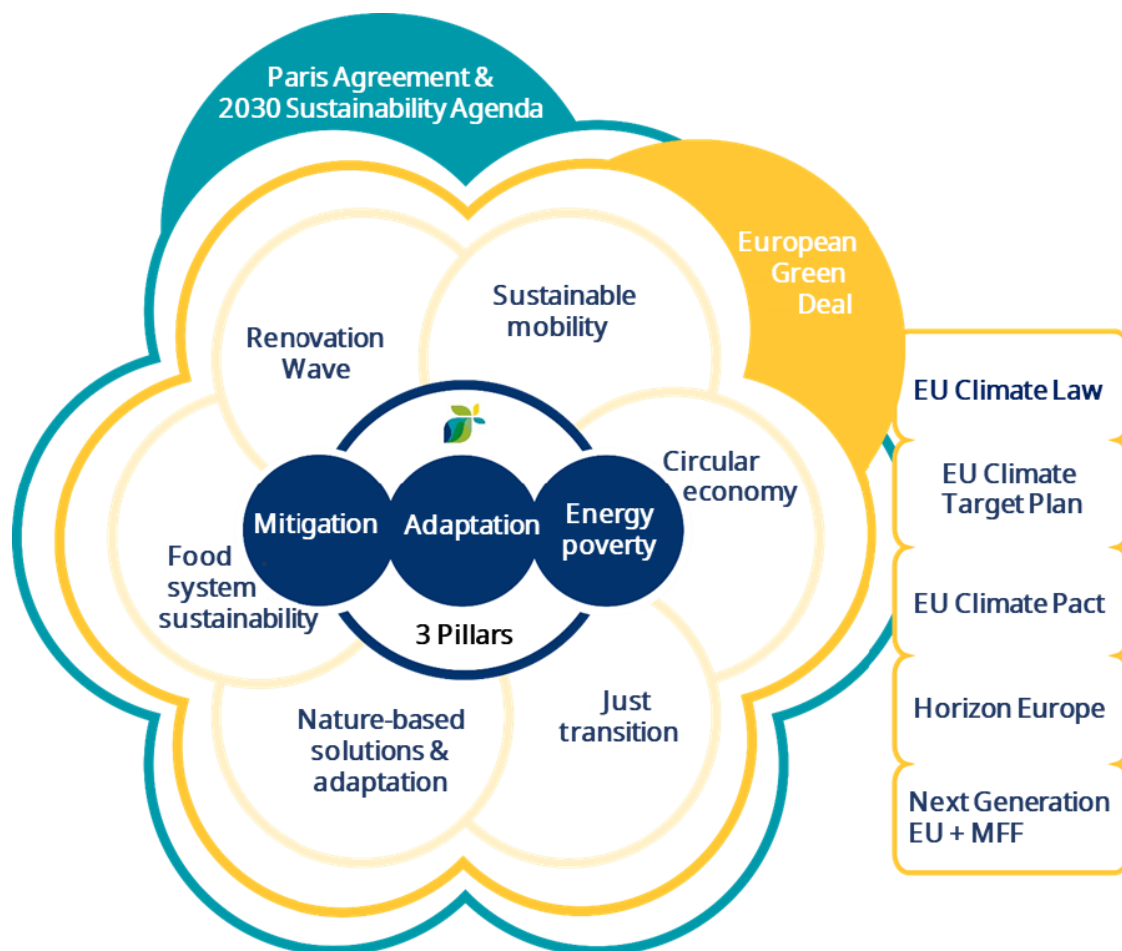 Paris Agreement &
2030 Sustainability Agenda
European
Green
Deal
Sustainable
mobility
Renovation
Wave
EU Climate Law
Circular
economy
EU Climate
Target Plan
Mitigation
Adaptation
Energy
poverty
Food
system
sustainability
EU Climate Pact
3 Pillars
Nature-based
solutions &
adaptation
Just
transition
Horizon Europe
Next Generation
EU + MFF